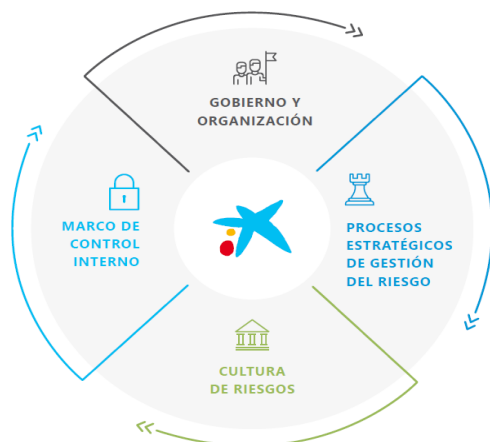 GOBIERNO Y
ORGANIZACIÓN
PROCESOS
ESTRATÉGICOS
DE GESTIÓN
DEL RIESGO
CULTURA
DE RIESGOS
MARCO DE
CONTROL
INTERNO